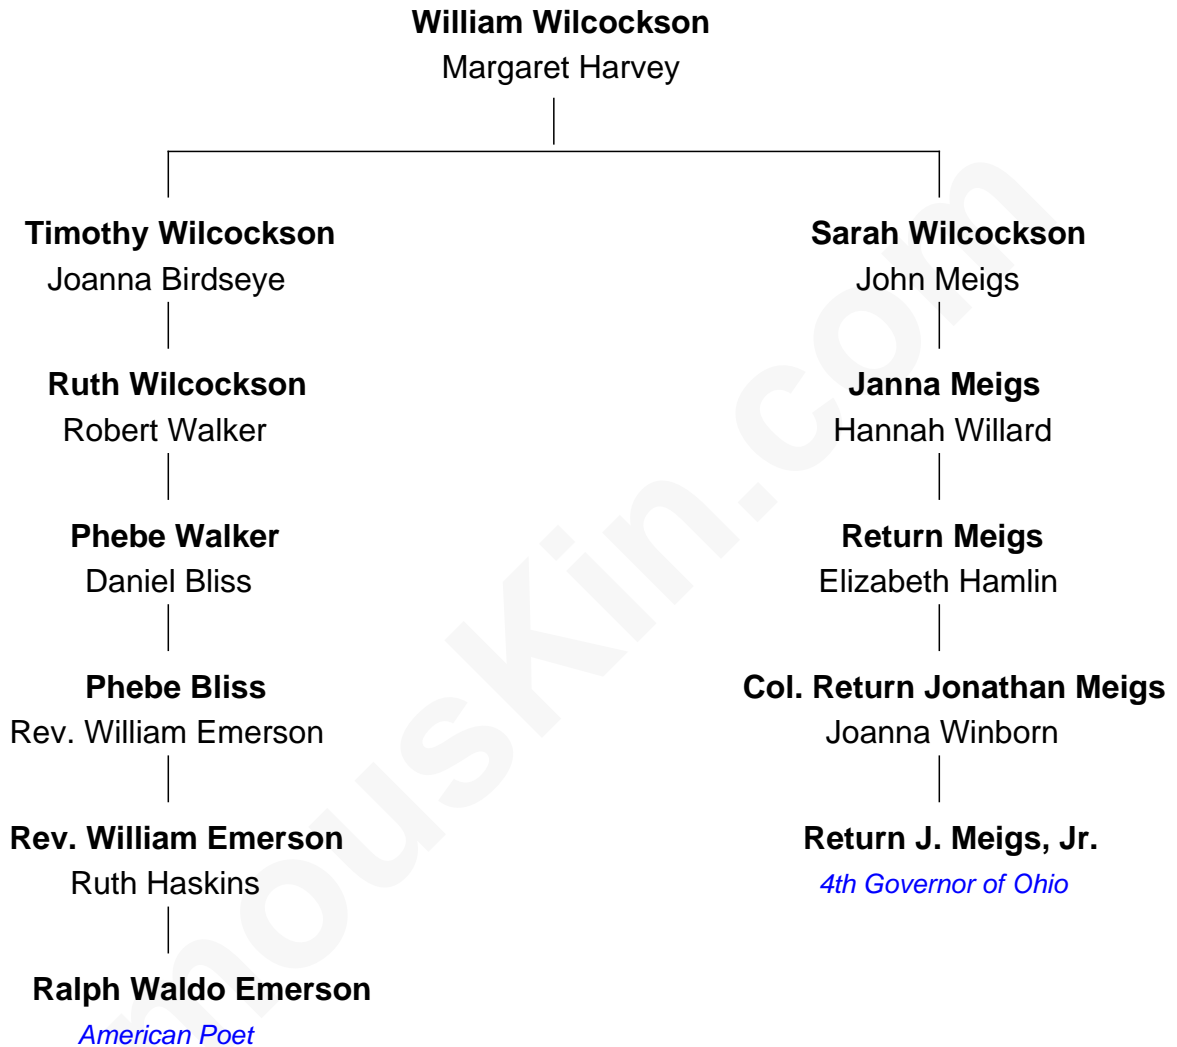 William Wilcockson
Margaret Harvey
Timothy Wilcockson
Joanna Birdseye
Sarah Wilcockson
John Meigs
Ruth Wilcockson
Robert Walker
Janna Meigs
Hannah Willard
Phebe Walker
Daniel Bliss
Return Meigs
Elizabeth Hamlin
Phebe Bliss
Rev. William Emerson
Col. Return Jonathan Meigs
Joanna Winborn
Rev. William Emerson
Ruth Haskins
Return J. Meigs, Jr.
4th Governor of Ohio
Ralph Waldo Emerson
American Poet
mousKin.com